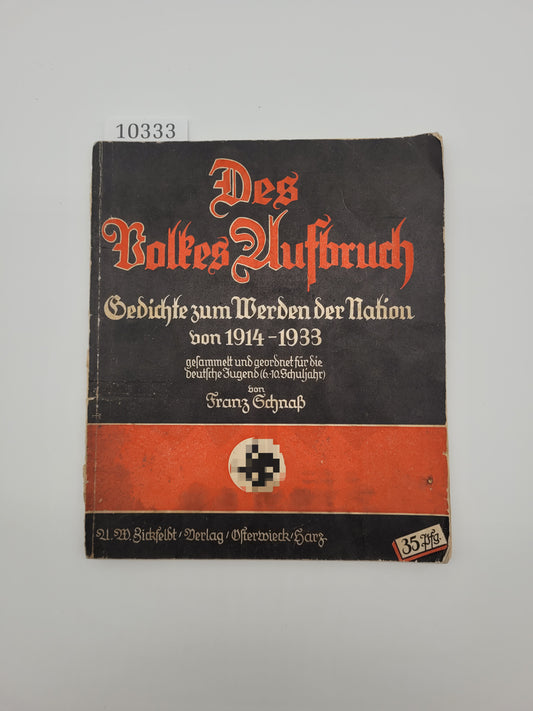 10333
Des
Volkes Aufbruch
Gedichte zum Werden der Nation
von 1914-1933
gesammelt und geordnet für die
deutsche Jugend (6.-10. Schuljahr)
von
Franz Schnaß
A. W. Zickfeldt / Verlag / Osterwieck / Harz
35 Pfg.